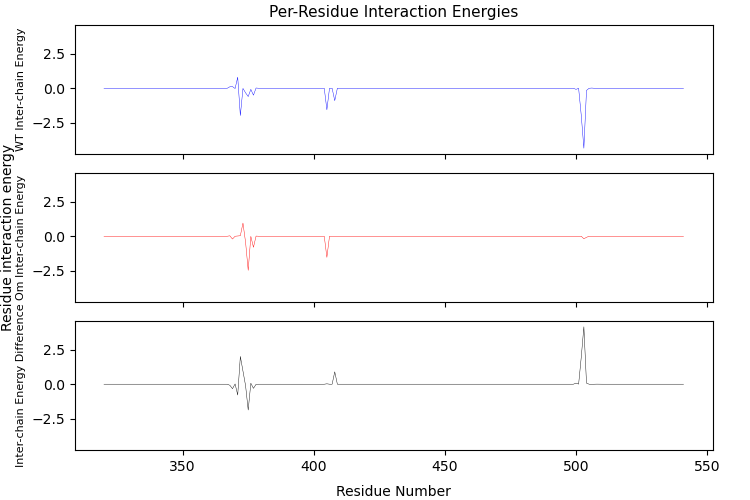 Per-Residue Interaction Energies
WT Inter-chain Energy
2.5
0.0
−2.5
Residue interaction energy
Om Inter-chain Energy
2.5
0.0
−2.5
Inter-chain Energy Difference
2.5
0.0
−2.5
350
400
450
500
550
Residue Number